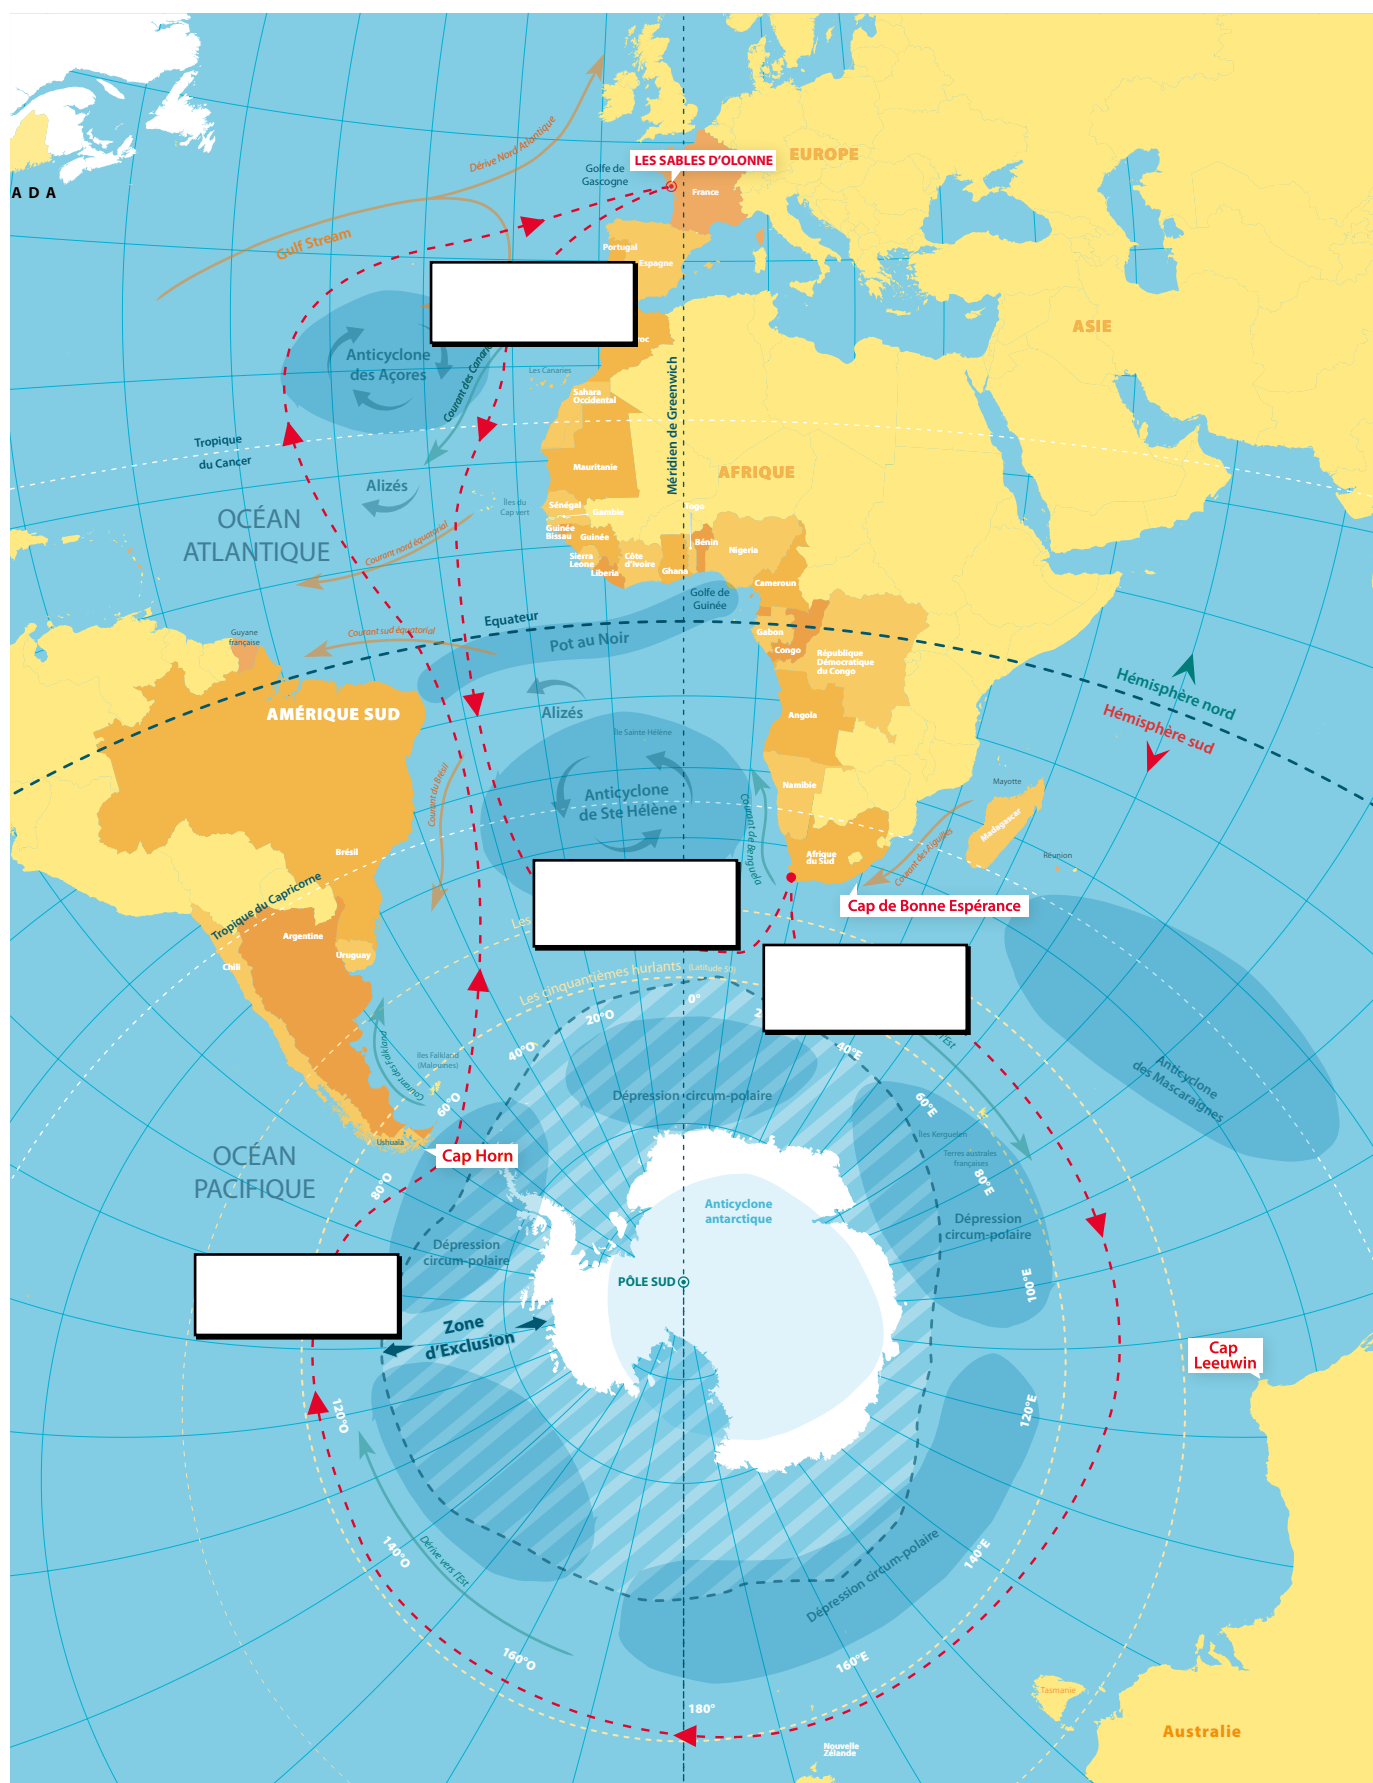 ADA
Dérive Nord Atlantique
Gulf Stream
Golfe de
Gascogne
LES SABLES D'OLONNE
EUROPE
France
Portugal
Espagne
ASIE
Anticyclone
des Açores
Les Canaries
Sahara
Occidental
Méridien de Greenwich
Tropique
du Cancer
Alizés
Mauritanie
AFRIQUE
OCÉAN
ATLANTIQUE
Courant nord équatorial
Îles du
Cap vert
Sénégal
Gambie
Guinée
Bissau
Guinée
Sierra
Leone
Liberia
Côte
d'Ivoire
Ghana
Togo
Bénin
Nigeria
Cameroun
Golfe de
Guinée
Equateur
Pot au Noir
Courant sud équatorial
Guyane
française
Gabon
Congo
République
Démocratique
du Congo
Hémisphère nord
Hémisphère sud
AMÉRIQUE SUD
Alizés
Île Sainte Hélène
Angola
Anticyclone
de Ste Hélène
Namibie
Courant de Benguela
Courant du Brésil
Mayotte
Madagascar
Réunion
Courant des Aiguilles
Afrique
du Sud
Cap de Bonne Espérance
Brésil
Tropique du Capricorne
Argentine
Uruguay
Chili
Les
Les cinquantièmes hurlants (Latitude 50)
0°
20°O
40°O
40°E
60°O
60°E
Courant des Falkland
Iles Falkland
(Malouines)
Ushuaïa
Cap Horn
Dépression circum-polaire
Îles Kerguelen
Terres australes
françaises
Anticyclone
des Mascaraignes
OCÉAN
PACIFIQUE
80°O
80°E
Anticyclone
antarctique
Dépression
circum-polaire
Dépression
circum-polaire
PÔLE SUD
100°E
Zone
d'Exclusion
Cap
Leeuwin
120°O
120°E
140°O
Dérive vers l'Est
140°E
Dépression circum-polaire
160°O
160°E
180°
Tasmanie
Australie
Nouvelle
Zélande